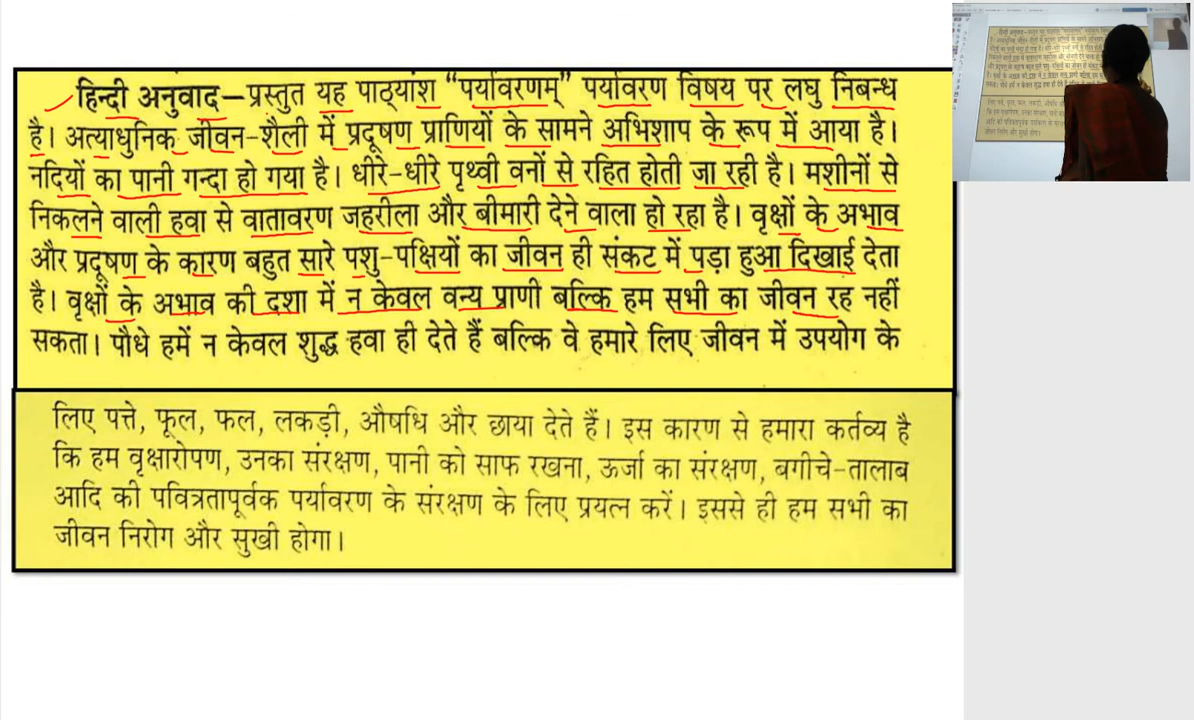 हिन्दी अनुवाद–प्रस्तुत यह पाठ्यांश “पर्यावरणम्” पर्यावरण विषय पर लघु निबन्ध
है। अत्याधुनिक जीवन-शैली में प्रदूषण प्राणियों के सामने अभिशाप के रूप में आया है।
नदियों का पानी गन्दा हो गया है। धीरे-धीरे पृथ्वी वनों से रहित होती जा रही है। मशीनों से
निकलने वाली हवा से वातावरण जहरीला और बीमारी देने वाला हो रहा है। वृक्षों के अभाव
और प्रदूषण के कारण बहुत सारे पशु-पक्षियों का जीवन ही संकट में पड़ा हुआ दिखाई देता
है। वृक्षों के अभाव की दशा में न केवल वन्य प्राणी बल्कि हम सभी का जीवन रह नहीं
सकता। पौधे हमें न केवल शुद्ध हवा ही देते हैं बल्कि वे हमारे लिए जीवन में उपयोग के
लिए पत्ते, फूल, फल, लकड़ी, औषधि और छाया देते हैं। इस कारण से हमारा कर्तव्य है
कि हम वृक्षारोपण, उनका संरक्षण, पानी को साफ रखना, ऊर्जा का संरक्षण, बगीचे-तालाब
आदि की पवित्रतापूर्वक पर्यावरण के संरक्षण के लिए प्रयत्न करें। इससे ही हम सभी का
जीवन निरोग और सुखी होगा।